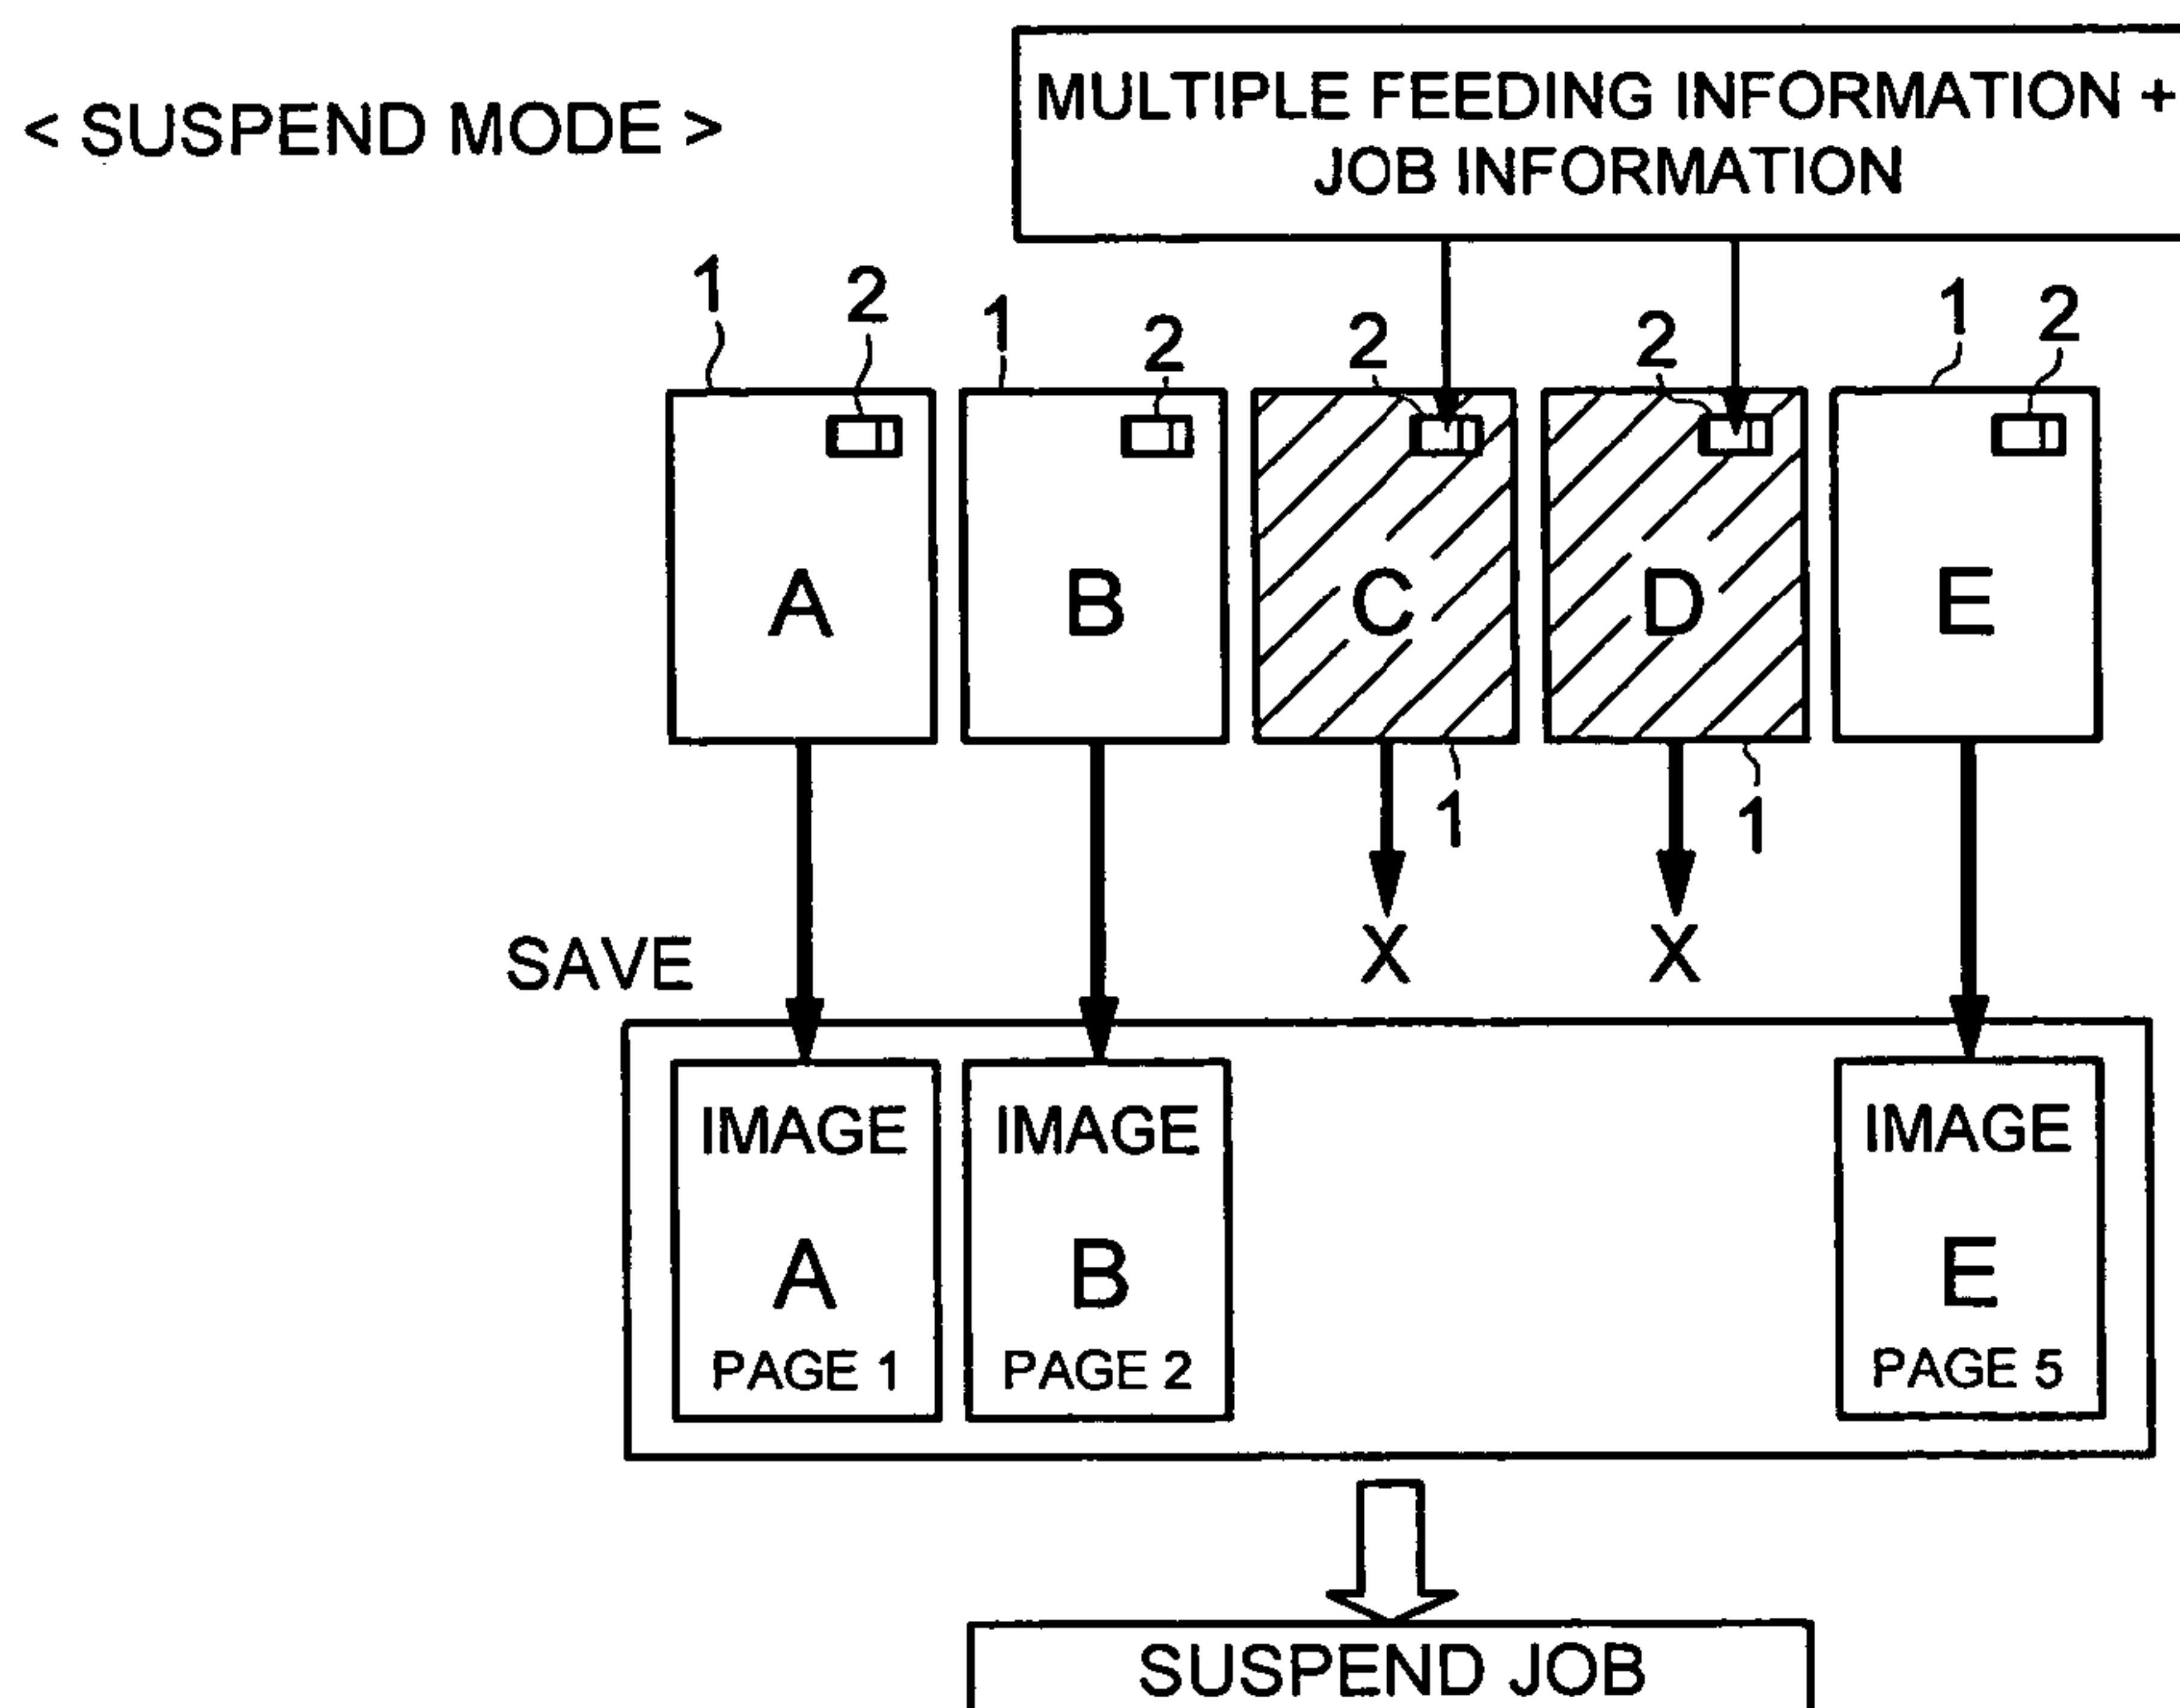 < SUSPEND MODE >
MULTIPLE FEEDING INFORMATION +
JOB INFORMATION
1 2 1 2 2 2 1 2
A B C D E
1 1
SAVE X X
IMAGE IMAGE IMAGE
A B E
PAGE 1 PAGE 2 PAGE 5
SUSPEND JOB